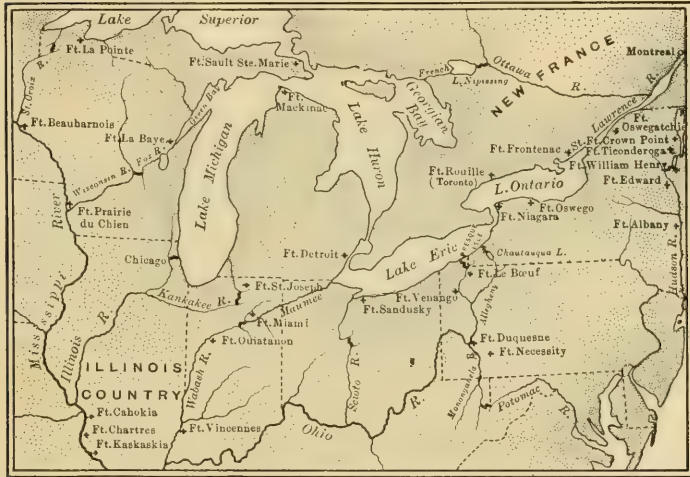 Lake
Superior
Ft. La Pointe
St. Croix R.
Ft. Sault Ste. Marie
French
L. Nipissing
Ottawa R.
NEW FRANCE
Montreal
Georgian Bay
Ft. Mackinac
Green Bay
Ft. Beauharnois
Ft. La Baye
Fox R.
Wisconsin R.
Lake Michigan
Lake Huron
St. Lawrence R.
Ft. Oswegatchie
Ft. Crown Point
Ft. Ticonderoga
Ft. Frontenac
Ft. William Henry
Ft. Edward
Ft. Rouille
(Toronto)
L. Ontario
Ft. Oswego
Ft. Niagara
Ft. Prairie
du Chien
Mississippi River
Chicago
Ft. Detroit
Lake Erie
Presque Isle
Chautauqua L.
Ft. Albany
Hudson R.
Ft. Le Bœuf
Ft. St. Joseph
Kankakee R.
Maumee
Ft. Miami
Ft. Sandusky
Ft. Venango
Allegheny R.
Illinois R.
Ft. Ouiatanon
Wabash R.
Scioto R.
Ft. Duquesne
Ft. Necessity
Monongahela
Potomac R.
ILLINOIS
COUNTRY
Ft. Cahokia
Ft. Chartres
Ft. Kaskaskia
Ft. Vincennes
Ohio R.